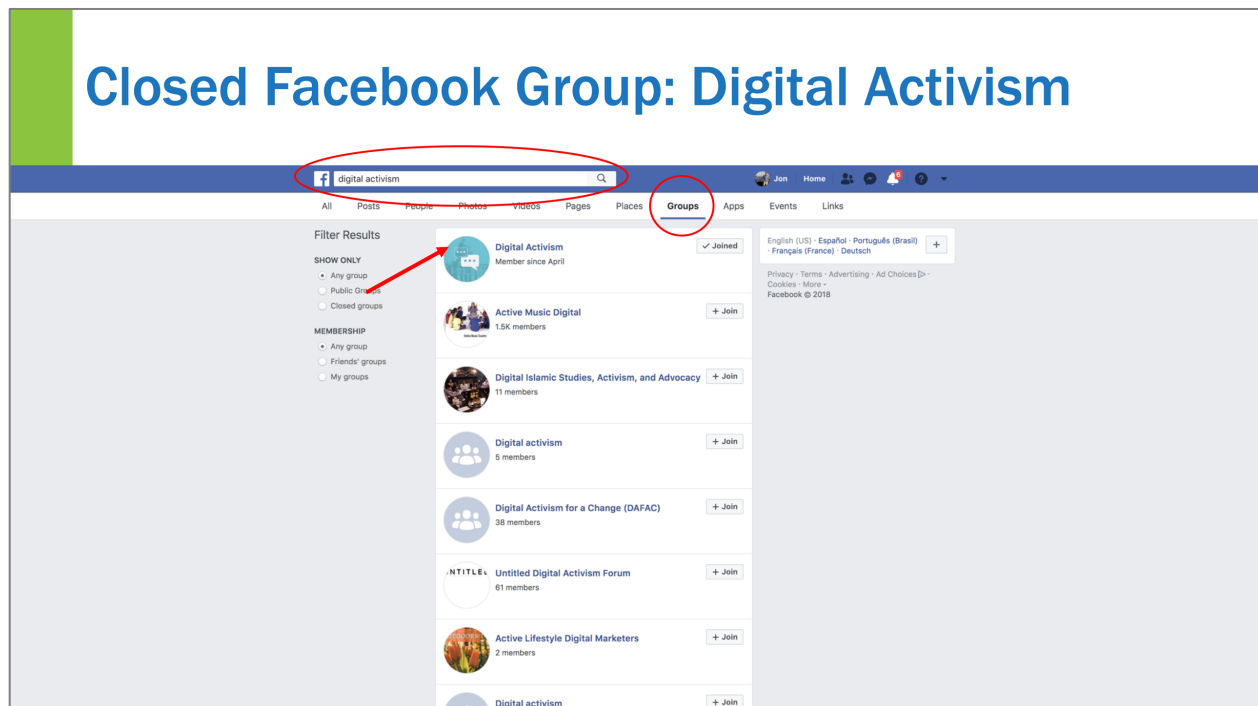 Closed Facebook Group: Digital Activism
f digital activism
Jon Home 6 ?
All Posts People Photos Videos Pages Places Groups Apps Events Links
Filter Results
SHOW ONLY
Any group
Public Groups
Closed groups
MEMBERSHIP
Any group
Friends' groups
My groups
Digital Activism
Member since April
✓ Joined
Active Music Digital
1.5K members
+ Join
Digital Islamic Studies, Activism, and Advocacy
11 members
+ Join
Digital activism
5 members
+ Join
Digital Activism for a Change (DAFAC)
38 members
+ Join
NTITLE
Untitled Digital Activism Forum
61 members
+ Join
Active Lifestyle Digital Marketers
2 members
+ Join
Digital activism
+ Join
English (US) · Español · Português (Brasil)
· Français (France) · Deutsch
+
Privacy · Terms · Advertising · Ad Choices ·
Cookies · More
Facebook © 2018